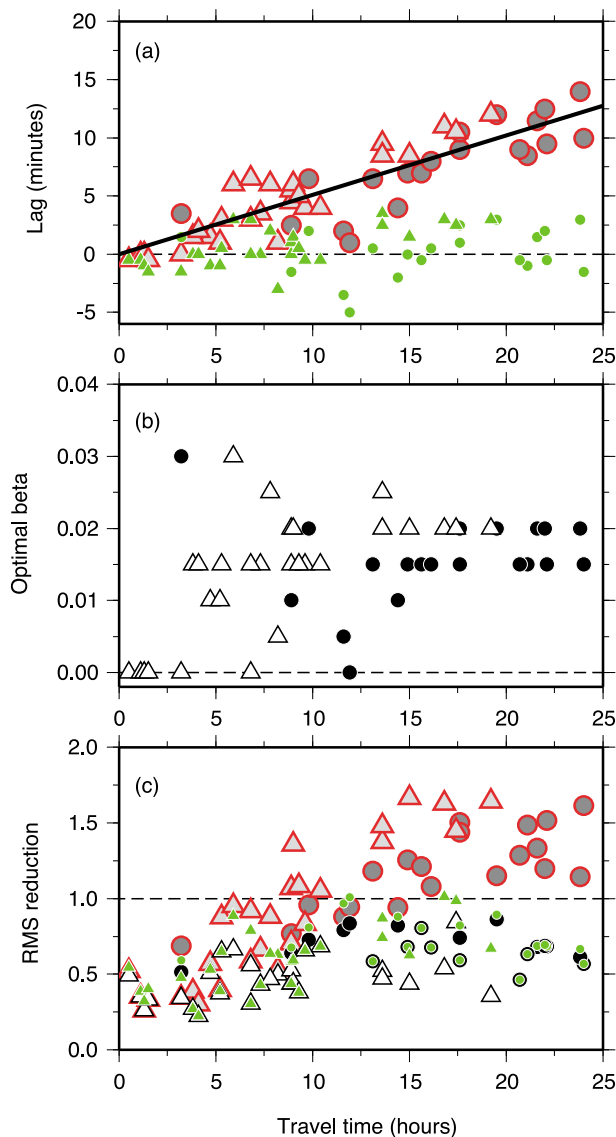 20
15
10
5
0
-5
Lag (minutes)
(a)
0 5 10 15 20 25
0.04
0.03
0.02
0.01
0.00
Optimal beta
(b)
0 5 10 15 20 25
2.0
1.5
1.0
0.5
0.0
RMS reduction
(c)
0 5 10 15 20 25
Travel time (hours)